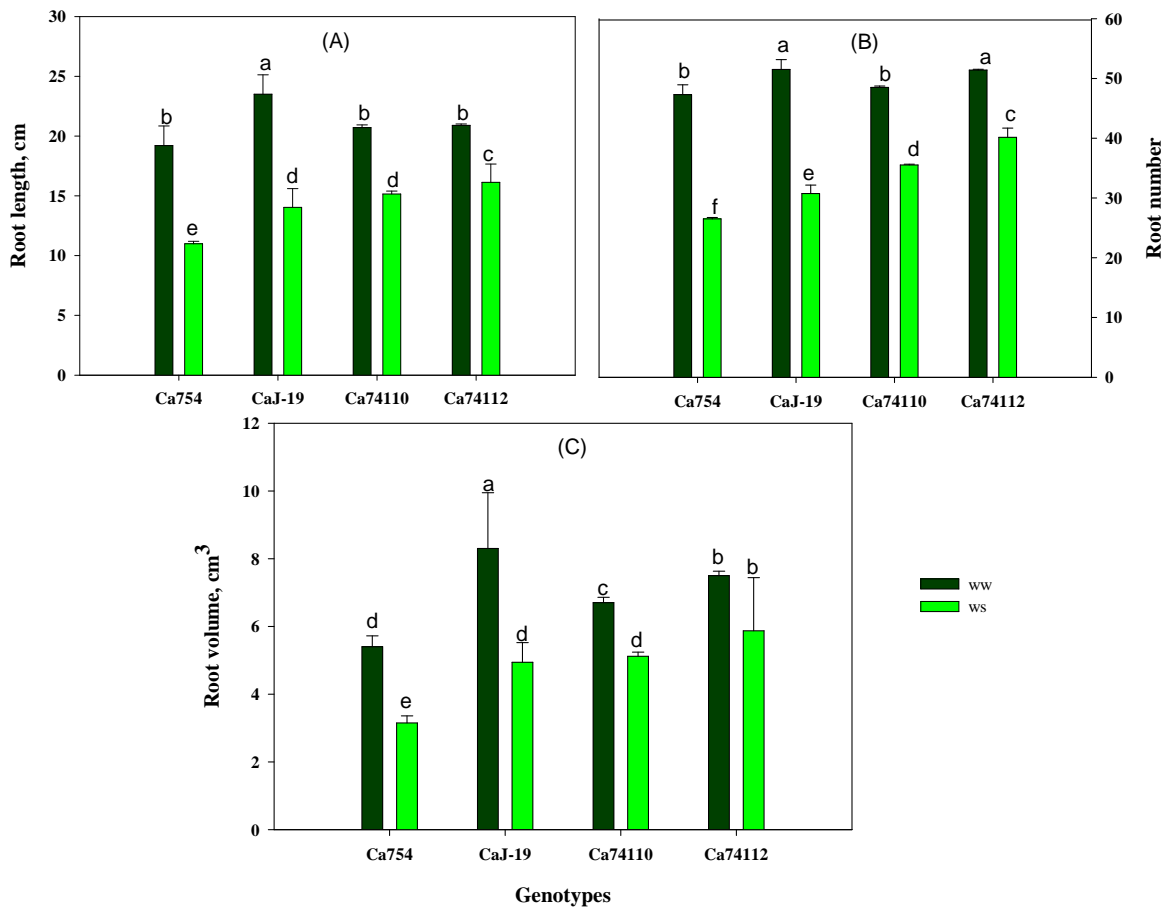 (A)
30
25
20
15
10
5
0
Root length, cm
b
e
a
d
b
d
b
c
Ca754 CaJ-19 Ca74110 Ca74112
(B)
60
50
40
30
20
10
0
Root number
b
f
a
e
b
d
a
c
Ca754 CaJ-19 Ca74110 Ca74112
(C)
12
10
8
6
4
2
0
Root volume, cm³
d
e
a
d
c
d
b
b
Ca754 CaJ-19 Ca74110 Ca74112
Genotypes
ww
ws